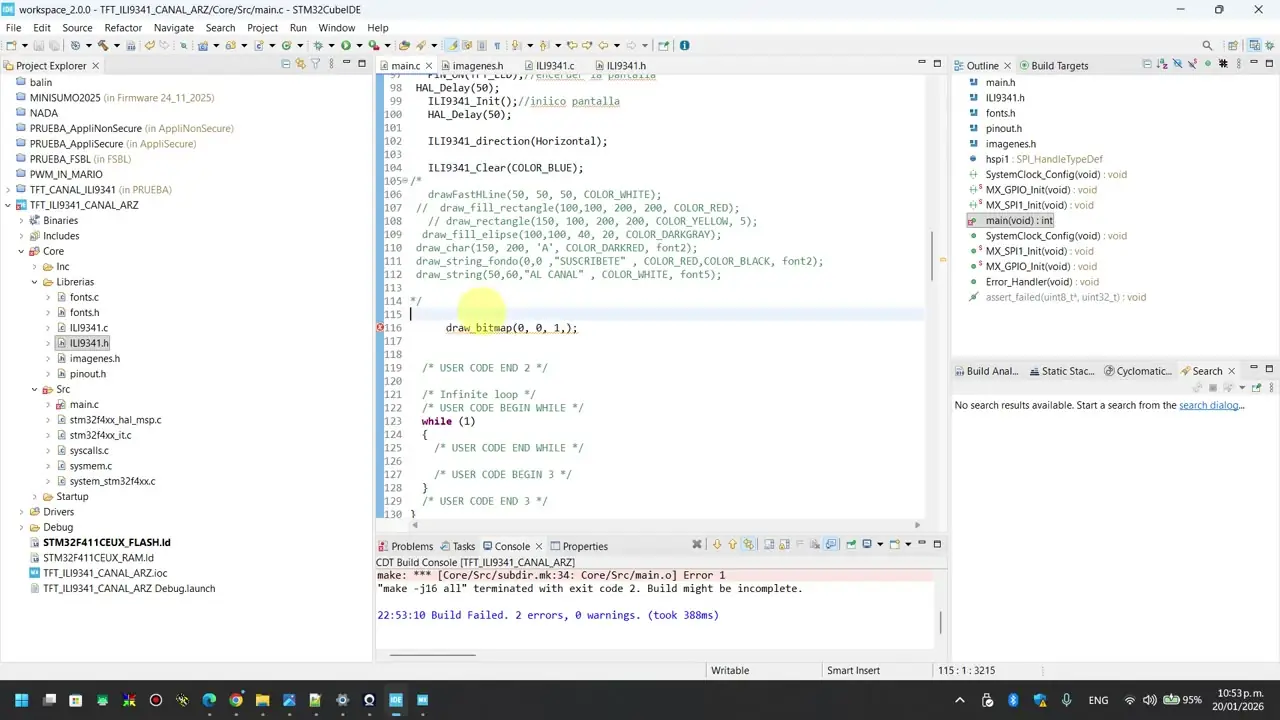 workspace_2.0.0 - TFT_ILI9341_CANAL_ARZ/Core/Src/main.c - STM32CubeIDE
File Edit Source Refactor Navigate Search Project Run Window Help
Project Explorer
balin
MINISUMO2025 (in Firmware 24_11_2025)
NADA
PRUEBA_AppliNonSecure (in AppliNonSecure)
PRUEBA_AppliSecure (in AppliSecure)
PRUEBA_FSBL (in FSBL)
PWM_IN_MARIO
TFT_CANAL_ILI9341 (in PRUEBA)
TFT_ILI9341_CANAL_ARZ
Binaries
Includes
Core
Inc
Librerias
fonts.c
fonts.h
ILI9341.c
ILI9341.h
imagenes.h
pinout.h
Src
main.c
stm32f4xx_hal_msp.c
stm32f4xx_it.c
syscalls.c
sysmem.c
system_stm32f4xx.c
Startup
Drivers
Debug
STM32F411CEUX_FLASH.ld
STM32F411CEUX_RAM.ld
TFT_ILI9341_CANAL_ARZ.ioc
TFT_ILI9341_CANAL_ARZ Debug.launch
main.c imagenes.h ILI9341.c ILI9341.h
97 PIN_ON(TFT_LED);//encender la pantalla
98 HAL_Delay(50);
99 ILI9341_Init();//iniico pantalla
100 HAL_Delay(50);
101
102 ILI9341_direction(Horizontal);
103
104 ILI9341_Clear(COLOR_BLUE);
105 /*
106 drawFastHLine(50, 50, 50, COLOR_WHITE);
107 // draw_fill_rectangle(100,100, 200, 200, COLOR_RED);
108 // draw_rectangle(150, 100, 200, 200, COLOR_YELLOW, 5);
109 draw_fill_elipse(100,100, 40, 20, COLOR_DARKGRAY);
110 draw_char(150, 200, 'A', COLOR_DARKRED, font2);
111 draw_string_fondo(0,0 ,"SUSCRIBETE" , COLOR_RED,COLOR_BLACK, font2);
112 draw_string(50,60,"AL CANAL" , COLOR_WHITE, font5);
113
114 */
115
116 draw_bitmap(0, 0, 1,);
117
118
119 /* USER CODE END 2 */
120
121 /* Infinite loop */
122 /* USER CODE BEGIN WHILE */
123 while (1)
124 {
125 /* USER CODE END WHILE */
126
127 /* USER CODE BEGIN 3 */
128 }
129 /* USER CODE END 3 */
130 }
Problems Tasks Console Properties
CDT Build Console [TFT_ILI9341_CANAL_ARZ]
make: *** [Core/Src/subdir.mk:34: Core/Src/main.o] Error 1
"make -j16 all" terminated with exit code 2. Build might be incomplete.
22:53:10 Build Failed. 2 errors, 0 warnings. (took 388ms)
Outline Build Targets
main.h
ILI9341.h
fonts.h
pinout.h
imagenes.h
hspi1 : SPI_HandleTypeDef
SystemClock_Config(void) : void
MX_GPIO_Init(void) : void
MX_SPI1_Init(void) : void
main(void) : int
SystemClock_Config(void) : void
MX_SPI1_Init(void) : void
MX_GPIO_Init(void) : void
Error_Handler(void) : void
assert_failed(uint8_t*, uint32_t) : void
Build Anal... Static Stac... Cyclomatic... Search
No search results available. Start a search from the search dialog...
Writable Smart Insert 115 : 1 : 3215
ENG 95% 10:53 p.m.
20/01/2026